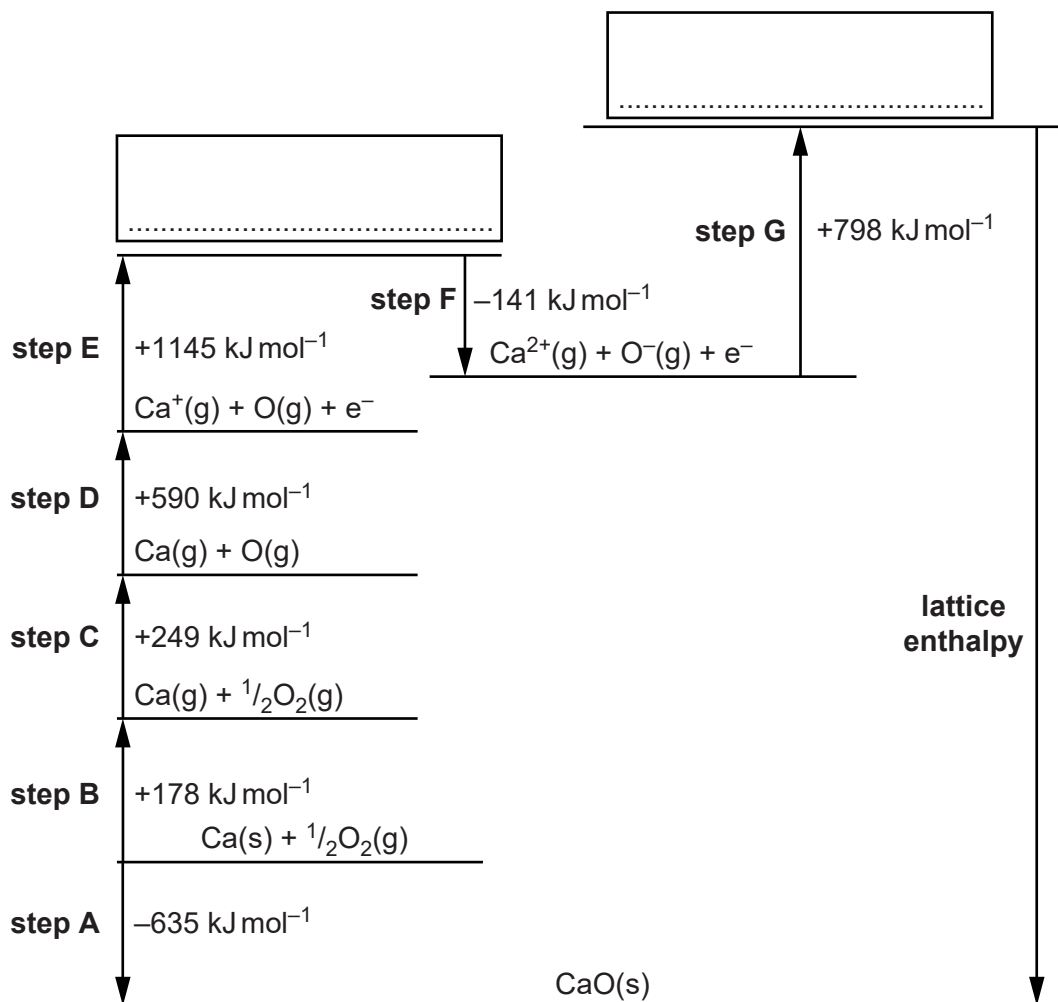 step G +798 kJ mol⁻¹
step F –141 kJ mol⁻¹
step E +1145 kJ mol⁻¹
Ca²⁺(g) + O⁻(g) + e⁻
Ca⁺(g) + O(g) + e⁻
step D +590 kJ mol⁻¹
Ca(g) + O(g)
step C +249 kJ mol⁻¹
lattice
enthalpy
Ca(g) + ¹/₂O₂(g)
step B +178 kJ mol⁻¹
Ca(s) + ¹/₂O₂(g)
step A –635 kJ mol⁻¹
CaO(s)